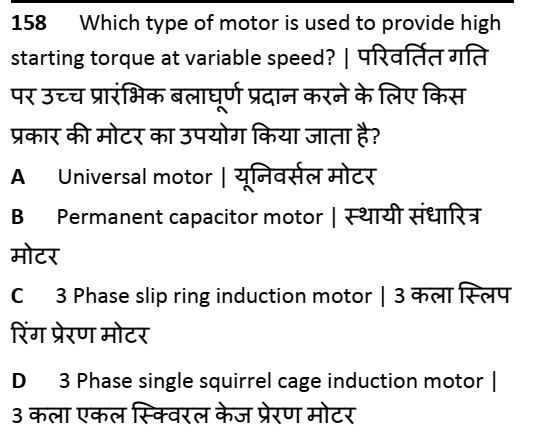 158 Which type of motor is used to provide high
starting torque at variable speed? | परिवर्तित गति
पर उच्च प्रारंभिक बलाघूर्ण प्रदान करने के लिए किस
प्रकार की मोटर का उपयोग किया जाता है?
A Universal motor | यूनिवर्सल मोटर
B Permanent capacitor motor | स्थायी संधारित्र
मोटर
C 3 Phase slip ring induction motor | 3 कला स्लिप
रिंग प्रेरण मोटर
D 3 Phase single squirrel cage induction motor |
3 कला एकल स्क्विरल केज प्रेरण मोटर